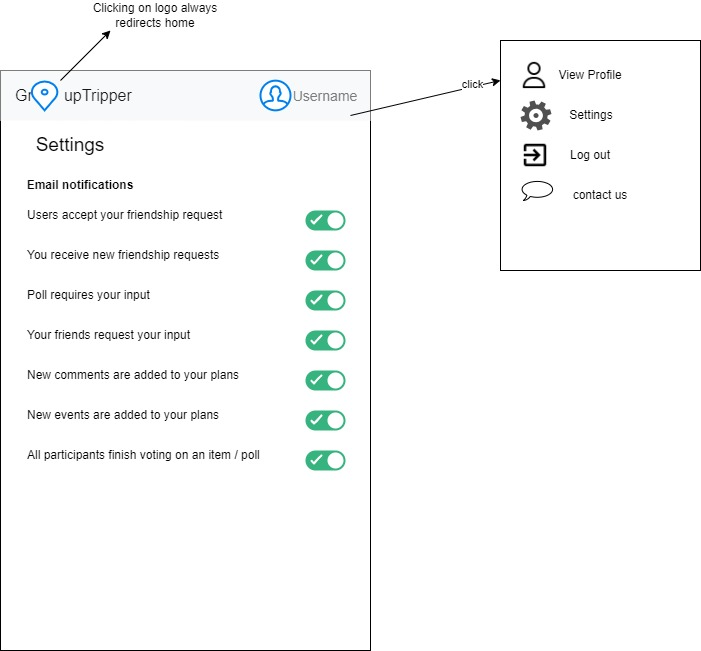 Clicking on logo always
redirects home
Gr upTripper
Username
click
View Profile
Settings
Log out
contact us
Settings
Email notifications
Users accept your friendship request
You receive new friendship requests
Poll requires your input
Your friends request your input
New comments are added to your plans
New events are added to your plans
All participants finish voting on an item / poll